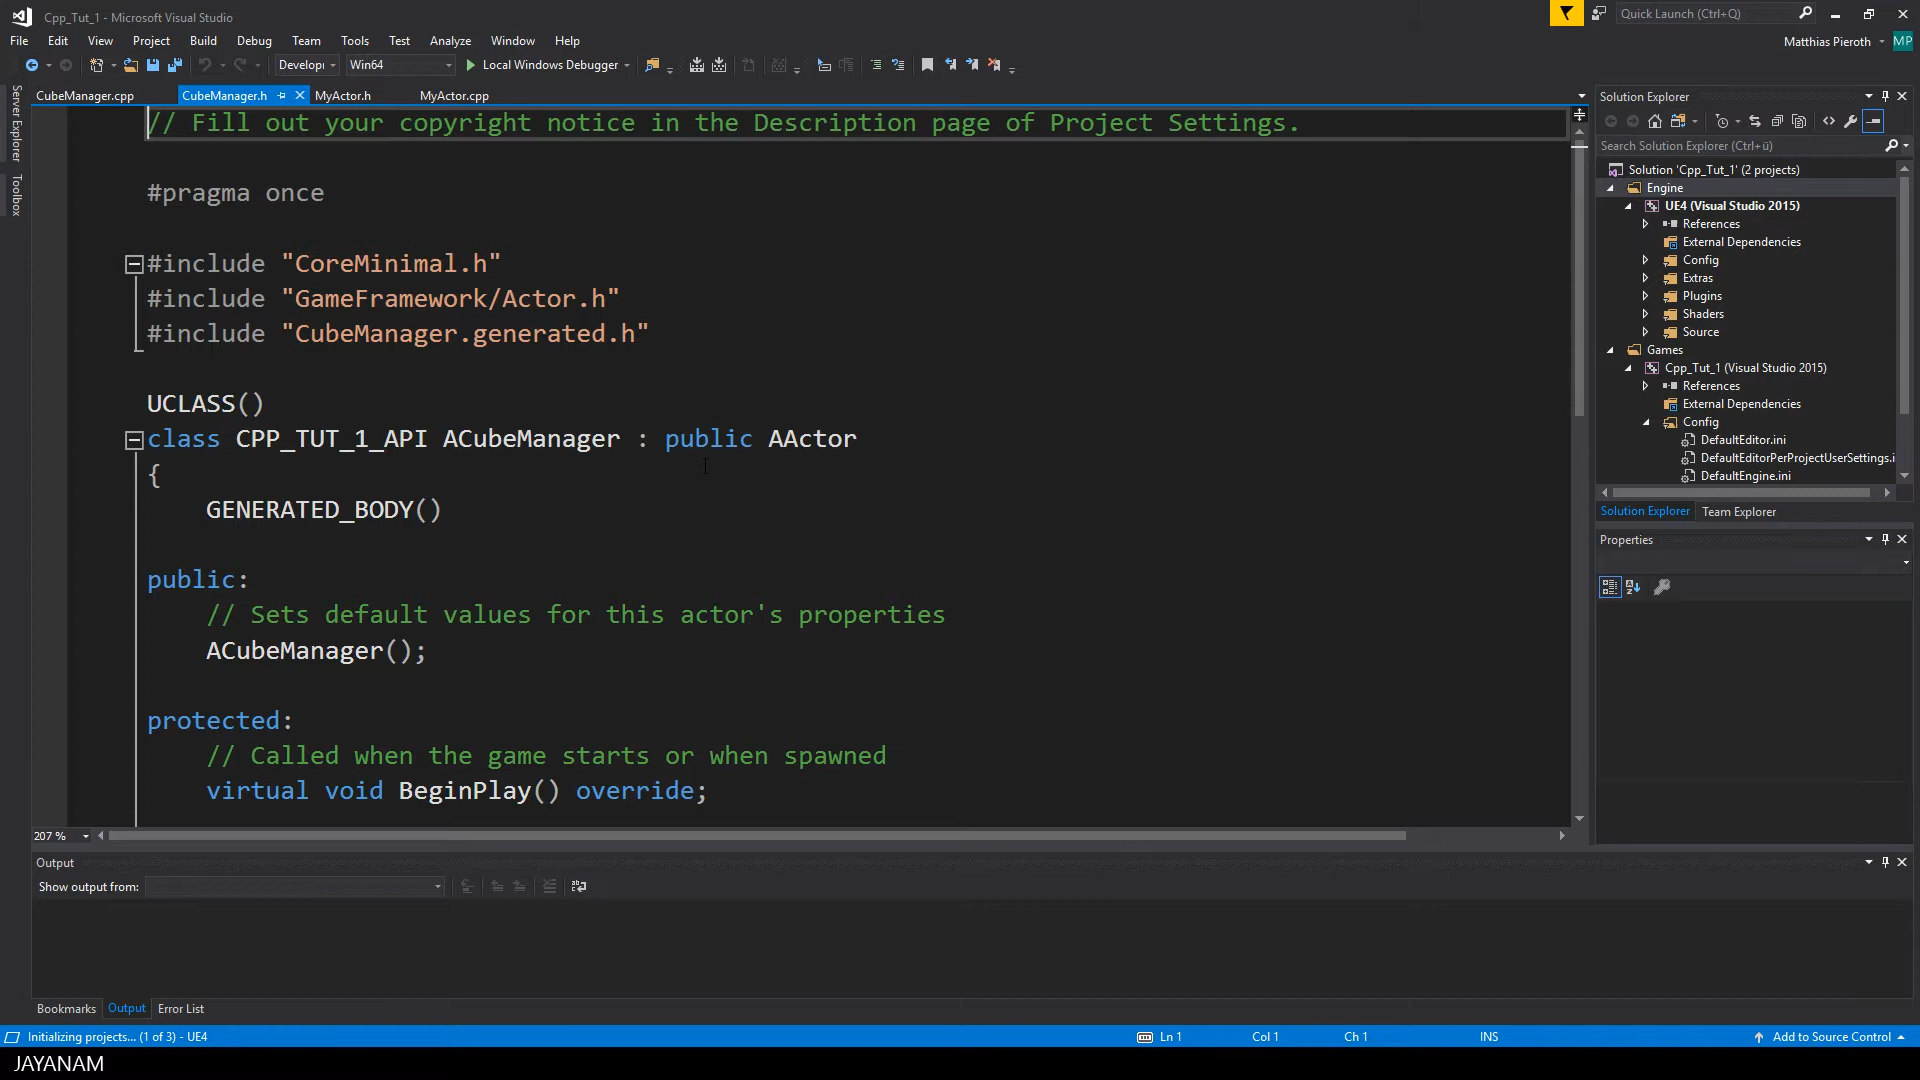 Cpp_Tut_1 - Microsoft Visual Studio
Quick Launch (Ctrl+Q)
File Edit View Project Build Debug Team Tools Test Analyze Window Help
Matthias Pieroth MP
Developi Win64 Local Windows Debugger
Server Explorer
Toolbox
CubeManager.cpp CubeManager.h MyActor.h MyActor.cpp
// Fill out your copyright notice in the Description page of Project Settings.
#pragma once
#include "CoreMinimal.h"
#include "GameFramework/Actor.h"
#include "CubeManager.generated.h"
UCLASS()
class CPP_TUT_1_API ACubeManager : public AActor
{
GENERATED_BODY()
public:
// Sets default values for this actor's properties
ACubeManager();
protected:
// Called when the game starts or when spawned
virtual void BeginPlay() override;
207 %
Solution Explorer
Search Solution Explorer (Ctrl+ü)
Solution 'Cpp_Tut_1' (2 projects)
Engine
UE4 (Visual Studio 2015)
References
External Dependencies
Config
Extras
Plugins
Shaders
Source
Games
Cpp_Tut_1 (Visual Studio 2015)
References
External Dependencies
Config
DefaultEditor.ini
DefaultEditorPerProjectUserSettings.i
DefaultEngine.ini
Solution Explorer Team Explorer
Properties
Output
Show output from:
Bookmarks Output Error List
Initializing projects... (1 of 3) - UE4 Ln 1 Col 1 Ch 1 INS Add to Source Control
JAYANAM